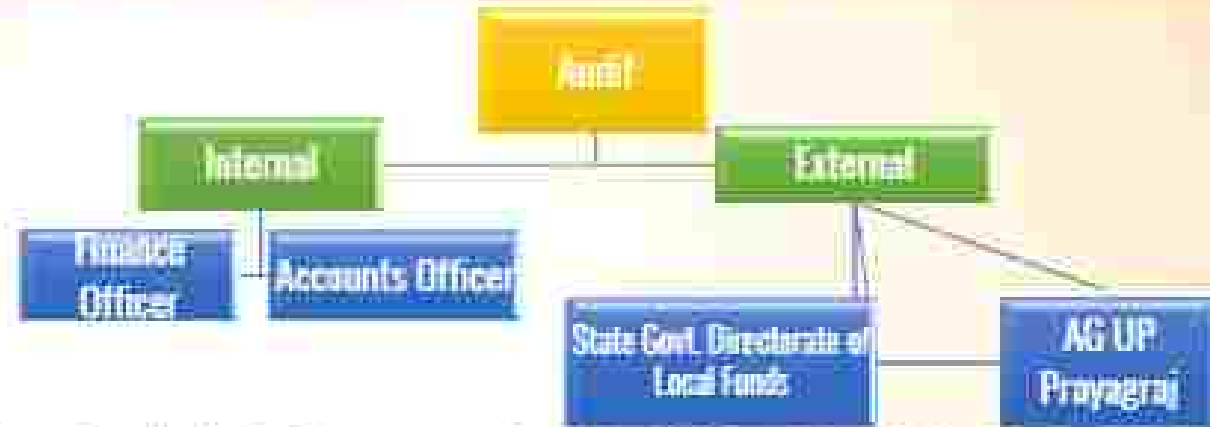 Audit
Internal
External
Finance
Officer
Accounts Officer
State Govt. Directorate of
Local Funds
AG UP
Prayagraj